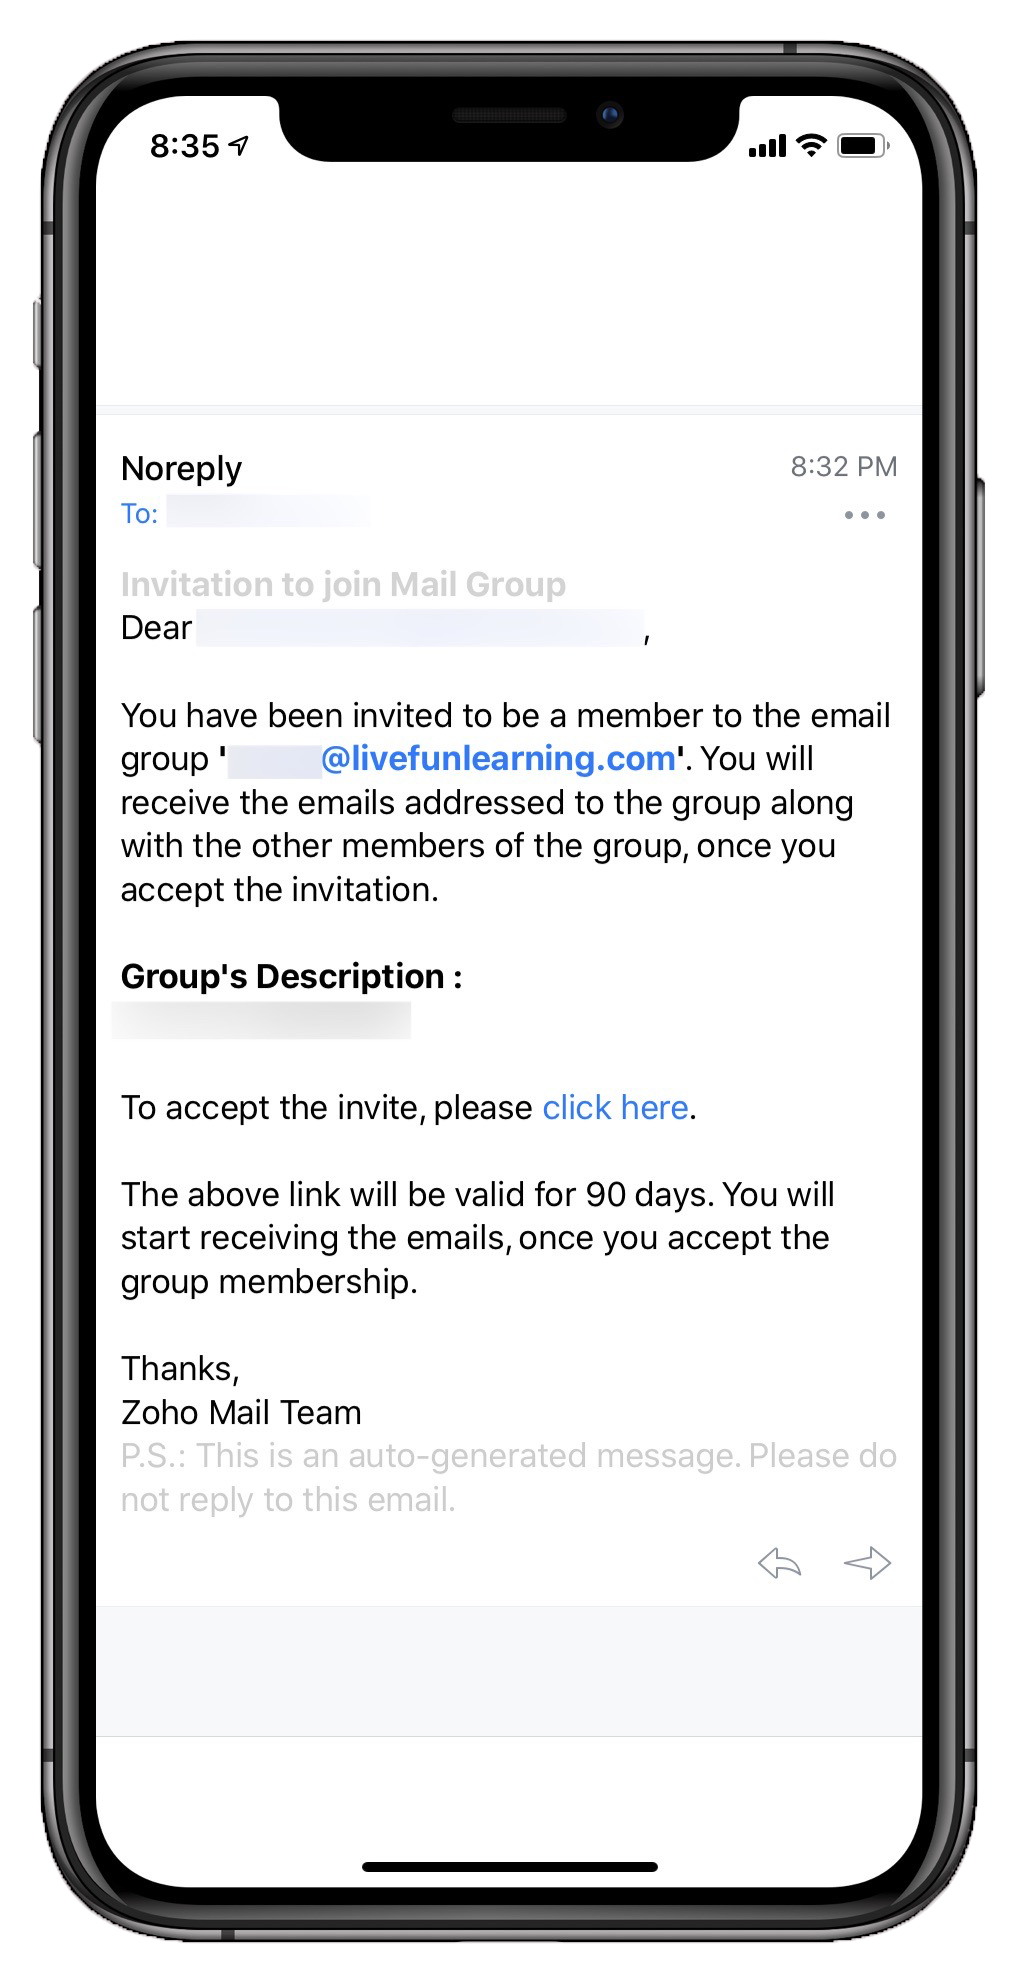 8:35
Noreply
8:32 PM
To:
Invitation to join Mail Group
Dear ,
You have been invited to be a member to the email
group '@livefunlearning.com'. You will
receive the emails addressed to the group along
with the other members of the group, once you
accept the invitation.
Group's Description :
To accept the invite, please click here.
The above link will be valid for 90 days. You will
start receiving the emails, once you accept the
group membership.
Thanks,
Zoho Mail Team
P.S.: This is an auto-generated message. Please do
not reply to this email.